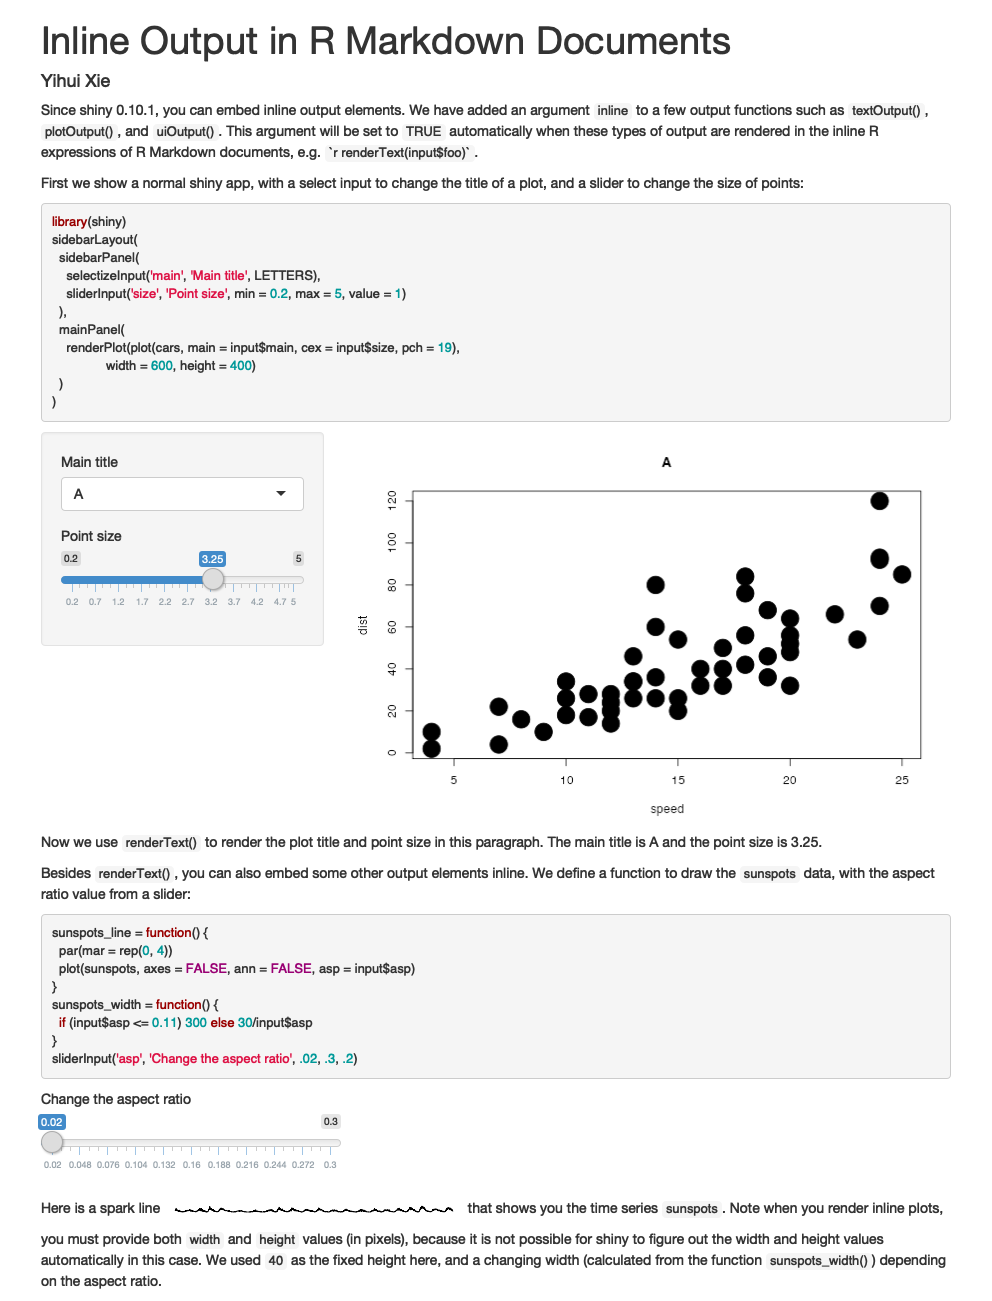 Inline Output in R Markdown Documents
Yihui Xie
Since shiny 0.10.1, you can embed inline output elements. We have added an argument inline to a few output functions such as textOutput() ,
plotOutput() , and uiOutput() . This argument will be set to TRUE automatically when these types of output are rendered in the inline R
expressions of R Markdown documents, e.g. `r renderText(input$foo)` .
First we show a normal shiny app, with a select input to change the title of a plot, and a slider to change the size of points:
library(shiny)
sidebarLayout(
  sidebarPanel(
    selectizeInput('main', 'Main title', LETTERS),
    sliderInput('size', 'Point size', min = 0.2, max = 5, value = 1)
  ),
  mainPanel(
    renderPlot(plot(cars, main = input$main, cex = input$size, pch = 19),
               width = 600, height = 400)
  )
)
Main title
A
Point size
0.2 3.25 5
0.2 0.7 1.2 1.7 2.2 2.7 3.2 3.7 4.2 4.7 5
A
120
100
80
60
40
20
0
dist
5 10 15 20 25
speed
Now we use renderText() to render the plot title and point size in this paragraph. The main title is A and the point size is 3.25.
Besides renderText() , you can also embed some other output elements inline. We define a function to draw the sunspots data, with the aspect
ratio value from a slider:
sunspots_line = function() {
  par(mar = rep(0, 4))
  plot(sunspots, axes = FALSE, ann = FALSE, asp = input$asp)
}
sunspots_width = function() {
  if (input$asp <= 0.11) 300 else 30/input$asp
}
sliderInput('asp', 'Change the aspect ratio', .02, .3, .2)
Change the aspect ratio
0.02 0.3
0.02 0.048 0.076 0.104 0.132 0.16 0.188 0.216 0.244 0.272 0.3
Here is a spark line that shows you the time series sunspots . Note when you render inline plots,
you must provide both width and height values (in pixels), because it is not possible for shiny to figure out the width and height values
automatically in this case. We used 40 as the fixed height here, and a changing width (calculated from the function sunspots_width() ) depending
on the aspect ratio.